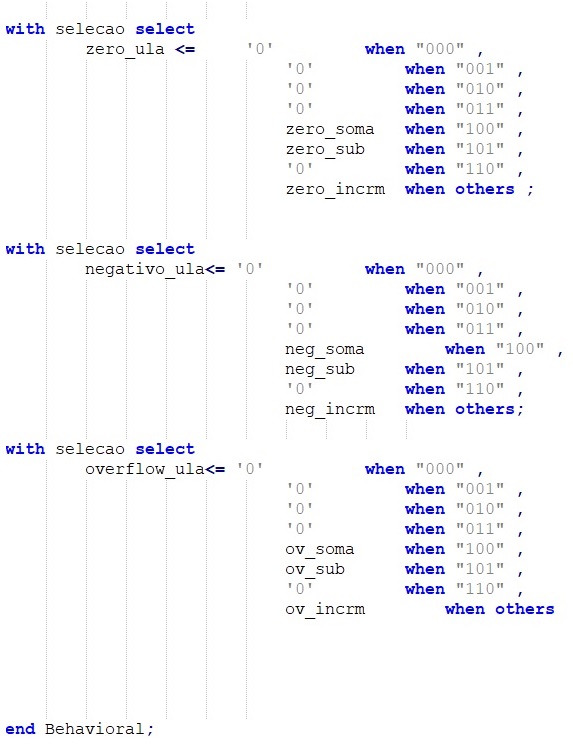 with selecao select
zero_ula <= '0' when "000" ,
'0' when "001" ,
'0' when "010" ,
'0' when "011" ,
zero_soma when "100" ,
zero_sub when "101" ,
'0' when "110" ,
zero_incrm when others ;
with selecao select
negativo_ula<= '0' when "000" ,
'0' when "001" ,
'0' when "010" ,
'0' when "011" ,
neg_soma when "100" ,
neg_sub when "101" ,
'0' when "110" ,
neg_incrm when others;
with selecao select
overflow_ula<= '0' when "000" ,
'0' when "001" ,
'0' when "010" ,
'0' when "011" ,
ov_soma when "100" ,
ov_sub when "101" ,
'0' when "110" ,
ov_incrm when others
end Behavioral;